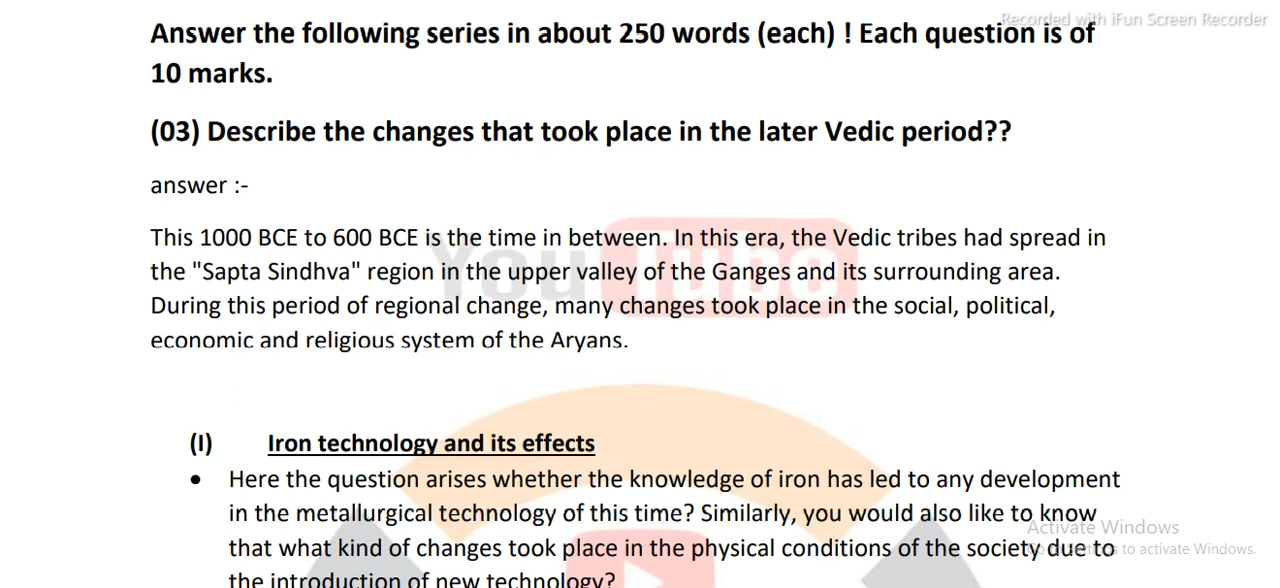 Recorded with iFun Screen Recorder
Answer the following series in about 250 words (each) ! Each question is of
10 marks.
(03) Describe the changes that took place in the later Vedic period??
answer :-
This 1000 BCE to 600 BCE is the time in between. In this era, the Vedic tribes had spread in
the "Sapta Sindhva" region in the upper valley of the Ganges and its surrounding area.
During this period of regional change, many changes took place in the social, political,
economic and religious system of the Aryans.
YouTube
(I) Iron technology and its effects
• Here the question arises whether the knowledge of iron has led to any development
in the metallurgical technology of this time? Similarly, you would also like to know
that what kind of changes took place in the physical conditions of the society due to
the introduction of new technology?
Activate Windows
Go to Settings to activate Windows.